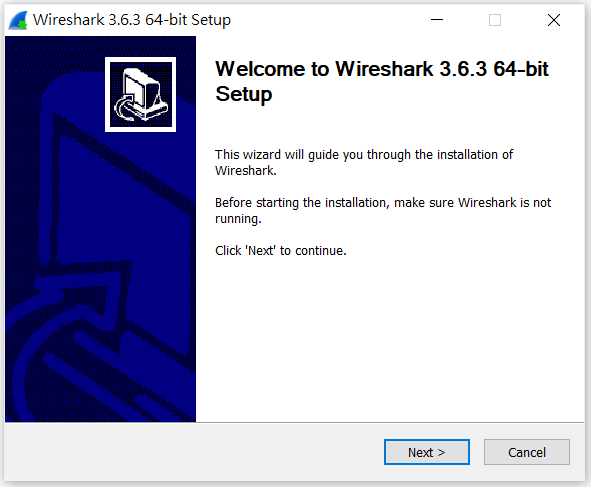 Wireshark 3.6.3 64-bit Setup
Welcome to Wireshark 3.6.3 64-bit
Setup
This wizard will guide you through the installation of
Wireshark.
Before starting the installation, make sure Wireshark is not
running.
Click 'Next' to continue.
Next >
Cancel